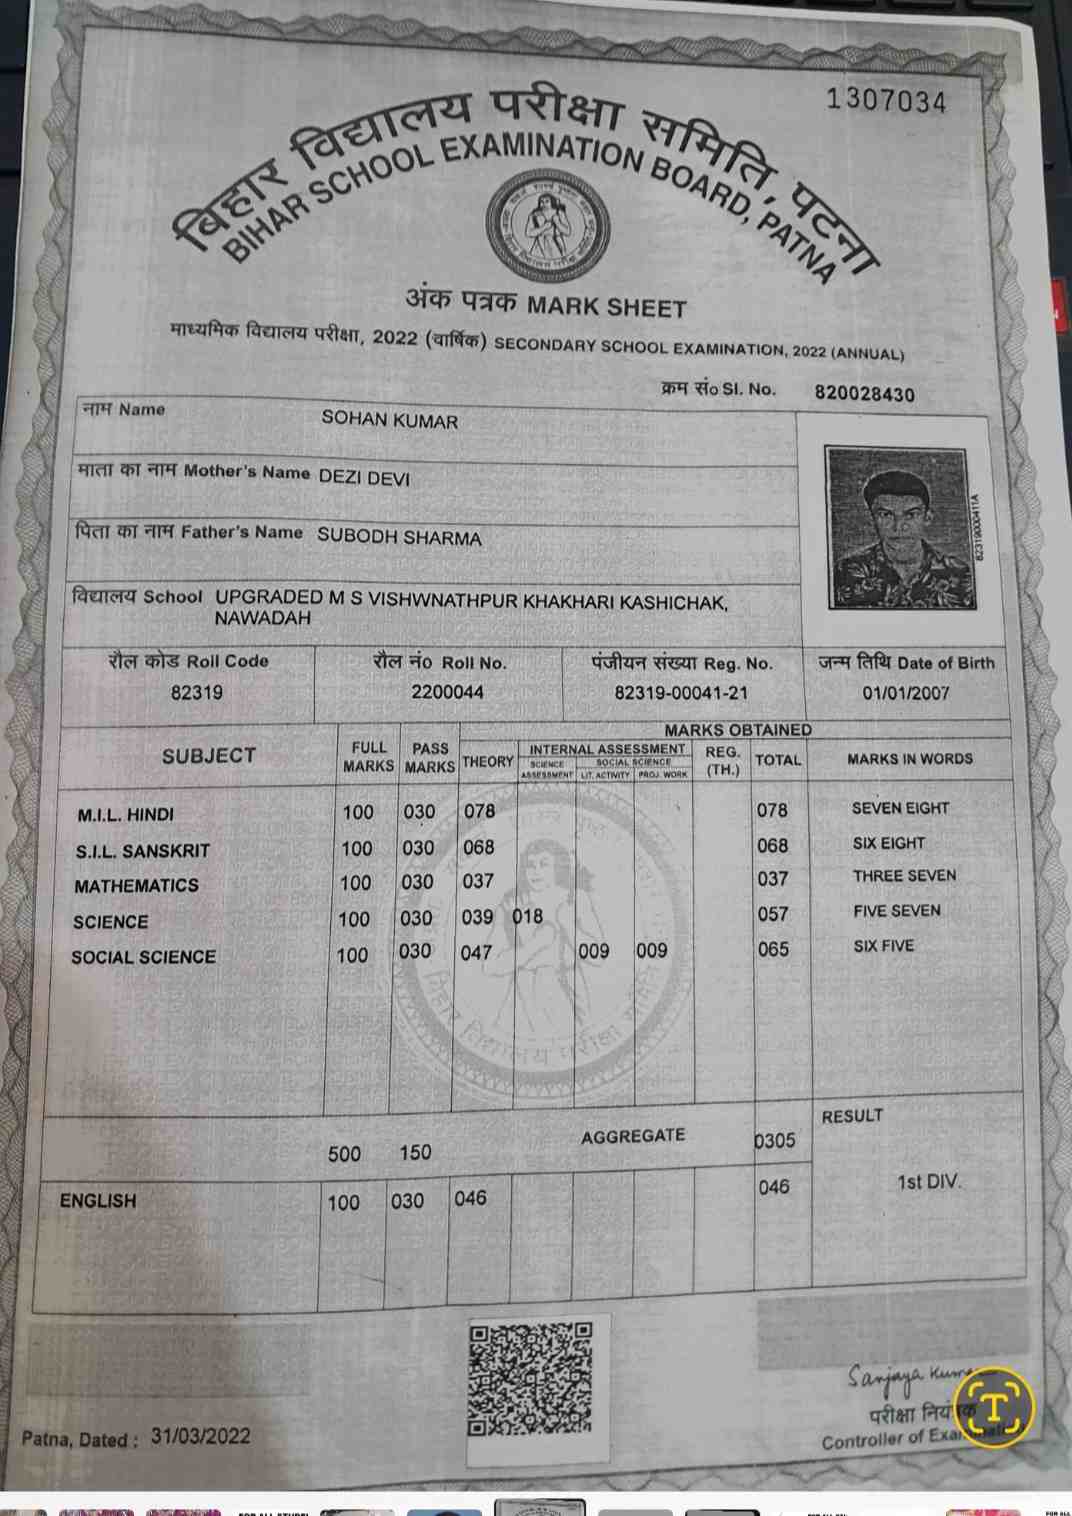 1307034
बिहार विद्यालय परीक्षा समिति, पटना
BIHAR SCHOOL EXAMINATION BOARD, PATNA
अंक पत्रक MARK SHEET
माध्यमिक विद्यालय परीक्षा, 2022 (वार्षिक) SECONDARY SCHOOL EXAMINATION, 2022 (ANNUAL)
क्रम सं० Sl. No. 820028430
नाम Name SOHAN KUMAR
माता का नाम Mother's Name DEZI DEVI
पिता का नाम Father's Name SUBODH SHARMA
82319000411A
विद्यालय School UPGRADED M S VISHWNATHPUR KHAKHARI KASHICHAK,
NAWADAH
रौल कोड Roll Code रौल नं० Roll No. पंजीयन संख्या Reg. No. जन्म तिथि Date of Birth
82319 2200044 82319-00041-21 01/01/2007
MARKS OBTAINED
SUBJECT FULL MARKS PASS MARKS THEORY INTERNAL ASSESSMENT REG. (TH.) TOTAL MARKS IN WORDS
SCIENCE ASSESSMENT SOCIAL SCIENCE
LIT. ACTIVITY PROJ. WORK
M.I.L. HINDI 100 030 078 078 SEVEN EIGHT
S.I.L. SANSKRIT 100 030 068 068 SIX EIGHT
MATHEMATICS 100 030 037 037 THREE SEVEN
SCIENCE 100 030 039 018 057 FIVE SEVEN
SOCIAL SCIENCE 100 030 047 009 009 065 SIX FIVE
500 150 AGGREGATE 0305 RESULT
ENGLISH 100 030 046 046 1st DIV.
Sanjaya Kumar
परीक्षा नियंत्रक
Controller of Examination
Patna, Dated : 31/03/2022